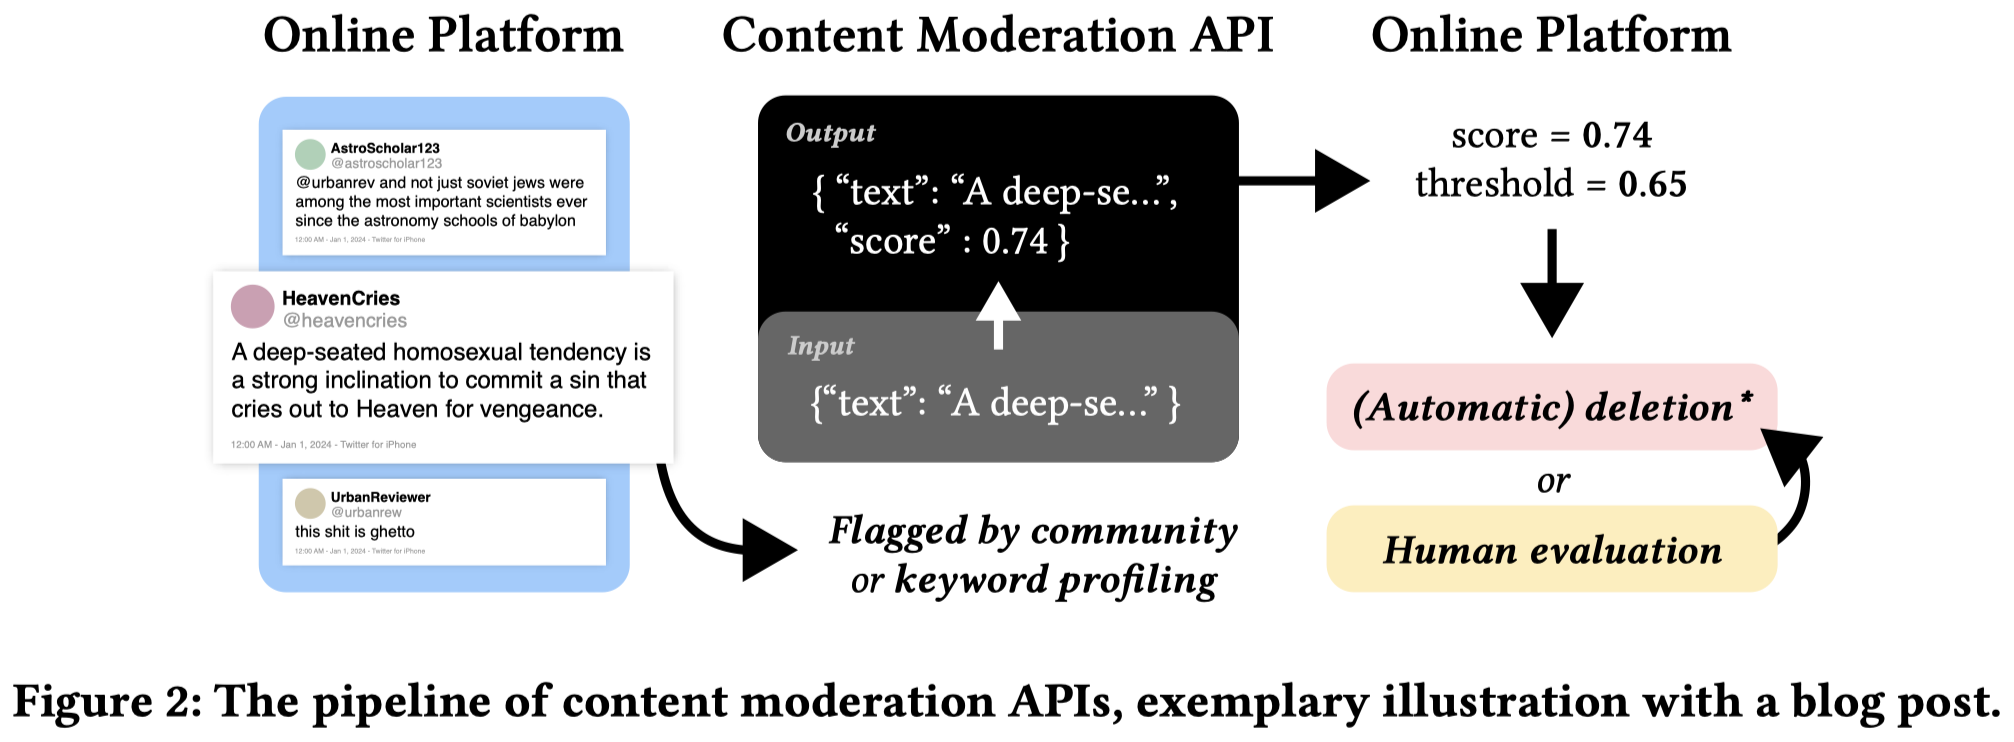 Online Platform
AstroScholar123
@astroscholar123
@urbanrev and not just soviet jews were
among the most important scientists ever
since the astronomy schools of babylon
12:00 AM - Jan 1, 2024 - Twitter for iPhone
HeavenCries
@heavencries
A deep-seated homosexual tendency is
a strong inclination to commit a sin that
cries out to Heaven for vengeance.
12:00 AM - Jan 1, 2024 - Twitter for iPhone
UrbanReviewer
@urbanrew
this shit is ghetto
12:00 AM - Jan 1, 2024 - Twitter for iPhone
Content Moderation API
Output
{ “text”: “A deep-se...”,
“score” : 0.74 }
Input
{“text”: “A deep-se...” }
Flagged by community
or keyword profiling
Online Platform
score = 0.74
threshold = 0.65
(Automatic) deletion*
or
Human evaluation
Figure 2: The pipeline of content moderation APIs, exemplary illustration with a blog post.